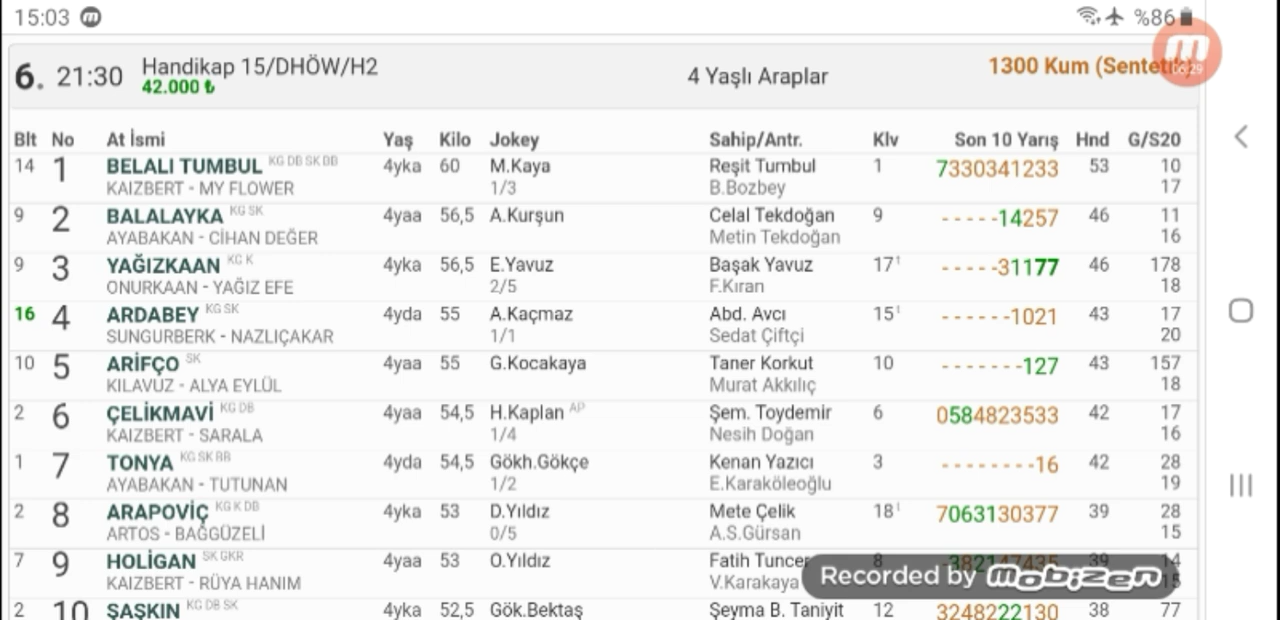 15:03 %86
6. 21:30 Handikap 15/DHÖW/H2 4 Yaşlı Araplar 1300 Kum (Sentetik)
42.000 ₺ 06:29
Blt No At İsmi Yaş Kilo Jokey Sahip/Antr. Klv Son 10 Yarış Hnd G/S20
14 1 BELALI TUMBUL KG DB SK BB 4yka 60 M.Kaya Reşit Tumbul 1 7330341233 53 10
KAIZBERT - MY FLOWER 1/3 B.Bozbey 17
9 2 BALALAYKA KG SK 4yaa 56,5 A.Kurşun Celal Tekdoğan 9 -----14257 46 11
AYABAKAN - CİHAN DEĞER Metin Tekdoğan 16
9 3 YAĞIZKAAN KG K 4yka 56,5 E.Yavuz Başak Yavuz 17¹ -----31177 46 178
ONURKAAN - YAĞIZ EFE 2/5 F.Kıran 18
16 4 ARDABEY KG SK 4yda 55 A.Kaçmaz Abd. Avcı 15¹ ------1021 43 17
SUNGURBERK - NAZLIÇAKAR 1/1 Sedat Çiftçi 20
10 5 ARİFÇO SK 4yaa 55 G.Kocakaya Taner Korkut 10 -------127 43 157
KILAVUZ - ALYA EYLÜL Murat Akkılıç 18
2 6 ÇELİKMAVİ KG DB 4yaa 54,5 H.Kaplan AP Şem. Toydemir 6 0584823533 42 17
KAIZBERT - SARALA 1/4 Nesih Doğan 16
1 7 TONYA KG SK BB 4yda 54,5 Gökh.Gökçe Kenan Yazıcı 3 --------16 42 28
AYABAKAN - TUTUNAN 1/2 E.Karaköleoğlu 19
2 8 ARAPOVİÇ KG K DB 4yka 53 D.Yıldız Mete Çelik 18¹ 7063130377 39 28
ARTOS - BAĞGÜZELİ 0/5 A.S.Gürsan 15
7 9 HOLİGAN SK GKR 4yaa 53 O.Yıldız Fatih Tuncer 8 39 14
KAIZBERT - RÜYA HANIM V.Karakaya 15
Recorded by mobizen
2 10 ŞAŞKIN KG DB SK 4yka 52,5 Gök.Bektaş Şeyma B. Taniyit 12 3248222130 38 77